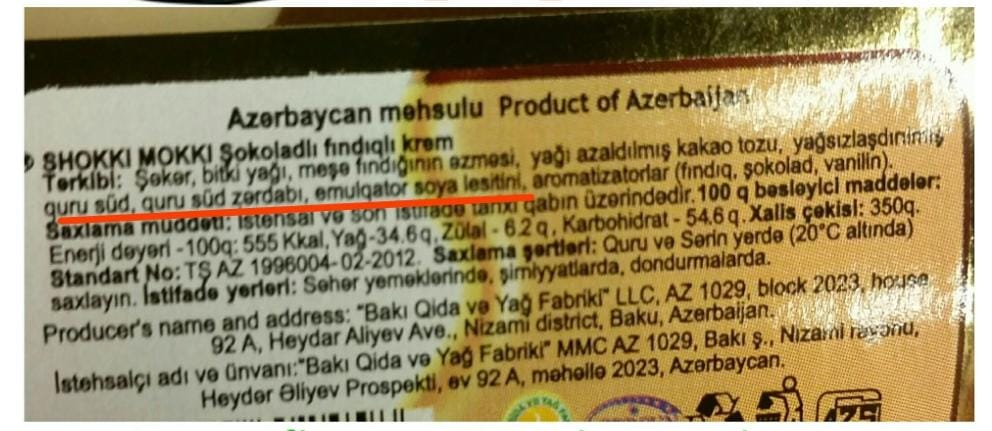 Azərbaycan məhsulu Product of Azerbaijan
SHOKKI MOKKI Şokoladlı fındıqlı krem
Tərkibi: Şəkər, bitki yağı, meşə fındığının əzməsi, yağı azaldılmış kakao tozu, yağsızlaşdırılmış
quru süd, quru süd zərdabı, emulqator soya lesitini, aromatizatorlar (fındıq, şokolad, vanilin).
Saxlama müddəti: İstehsal və son istifadə tarixi qabın üzərindedir. 100 q bəsləyici maddələr:
Enerji dəyəri -100q: 555 Kkal, Yağ-34.6q, Zülal - 6.2 q, Karbohidrat - 54.6 q. Xalis çəkisi: 350q.
Standart No: TŞ AZ 1996004-02-2012. Saxlama şərtləri: Quru və Sərin yerdə (20°C altında)
saxlayın. İstifadə yerləri: Səhər yeməklərində, şirniyyatlarda, dondurmalarda.
Producer's name and address: "Bakı Qida və Yağ Fabriki" LLC, AZ 1029, block 2023, house
92 A, Heydar Aliyev Ave., Nizami district, Baku, Azerbaijan.
İstehsalçı adı və ünvanı:"Bakı Qida və Yağ Fabriki" MMC AZ 1029, Bakı ş., Nizami rayonu,
Heydər Əliyev Prospekti, ev 92 A, məhəllə 2023, Azərbaycan.